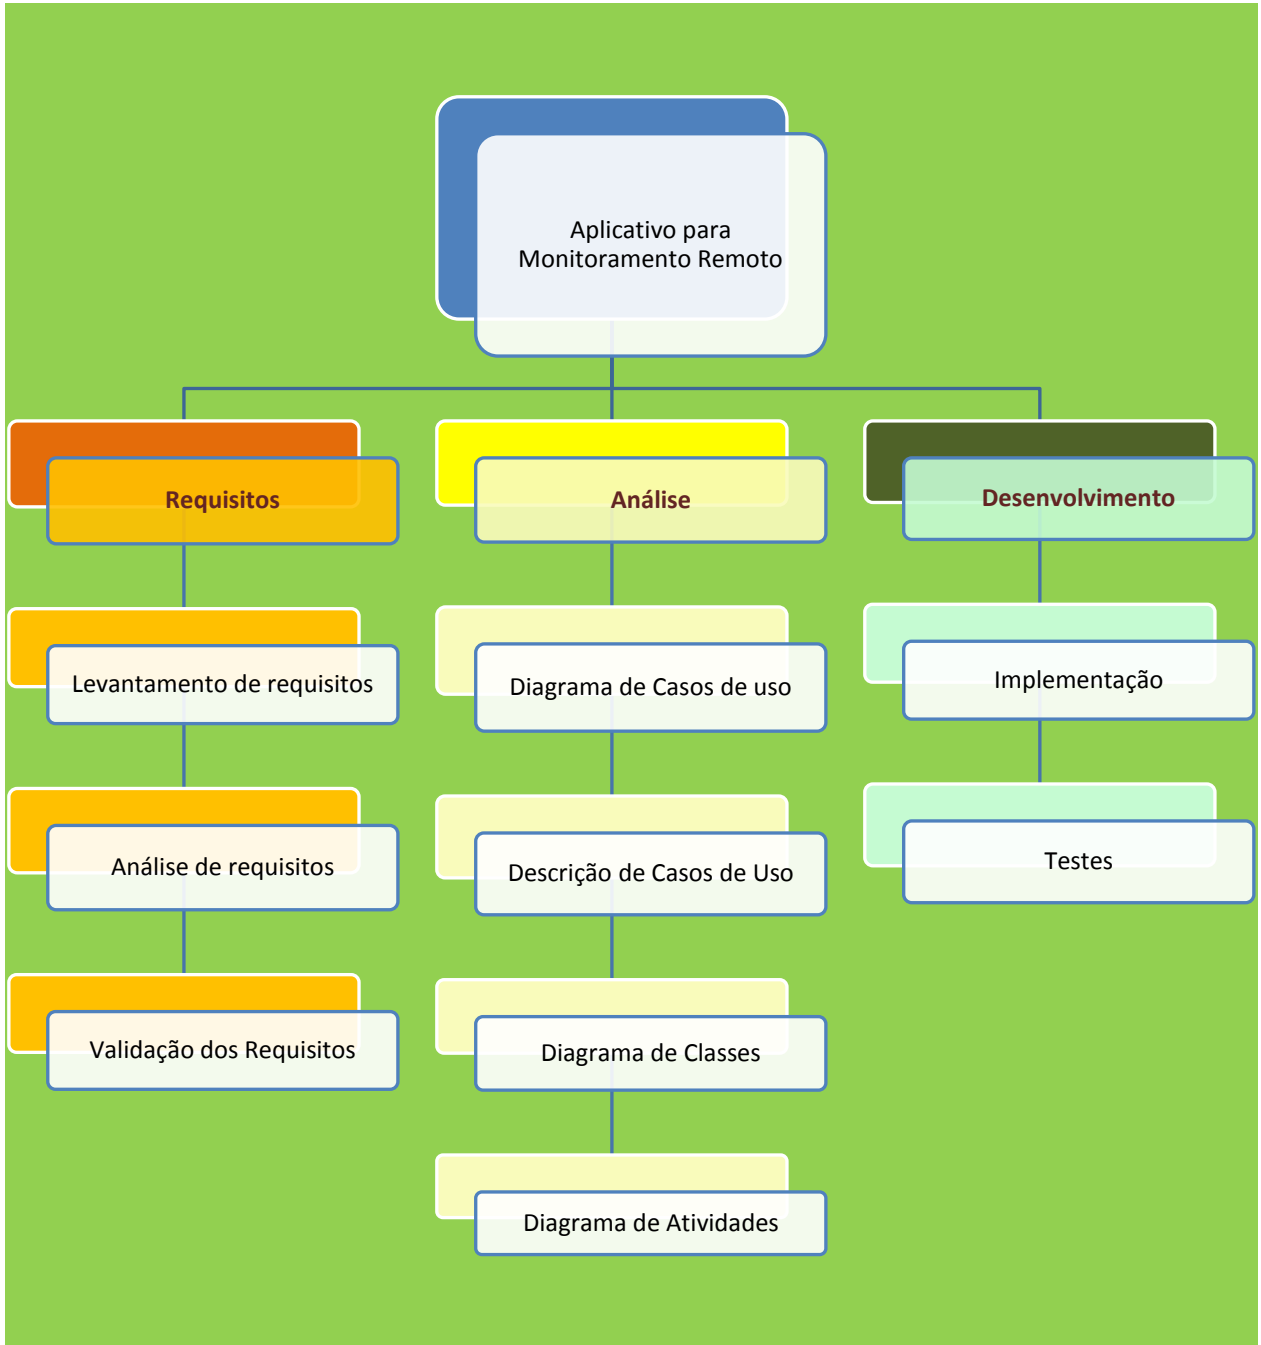 Aplicativo para
Monitoramento Remoto
Requisitos
Levantamento de requisitos
Análise de requisitos
Validação dos Requisitos
Análise
Diagrama de Casos de uso
Descrição de Casos de Uso
Diagrama de Classes
Diagrama de Atividades
Desenvolvimento
Implementação
Testes